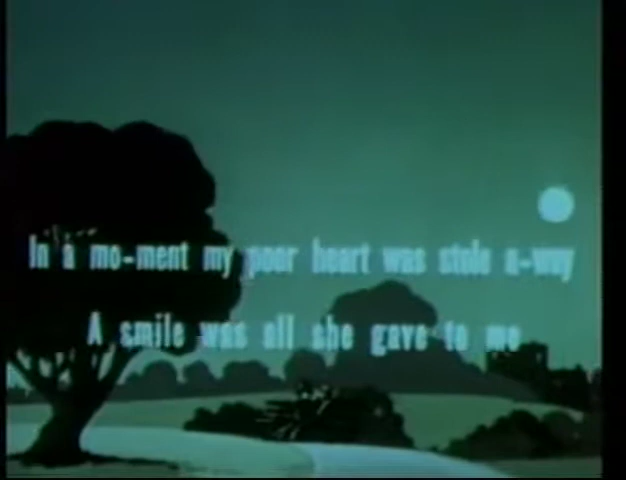 In a mo-ment my poor heart was stole a-way
A smile was all she gave to me